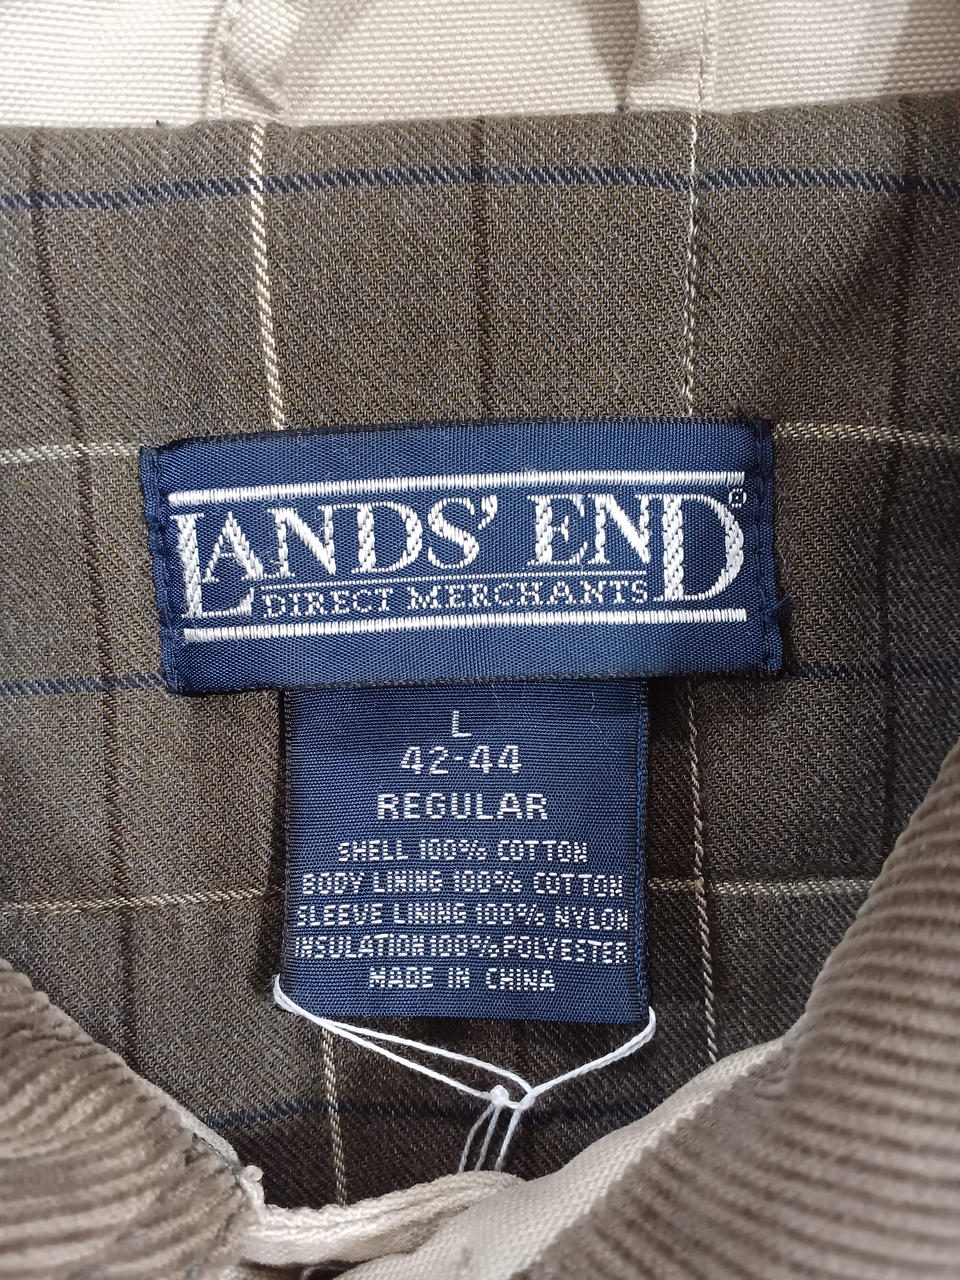 LANDS' END®
DIRECT MERCHANTS
L
42-44
REGULAR
SHELL 100% COTTON
BODY LINING 100% COTTON
SLEEVE LINING 100% NYLON
INSULATION 100% POLYESTER
MADE IN CHINA